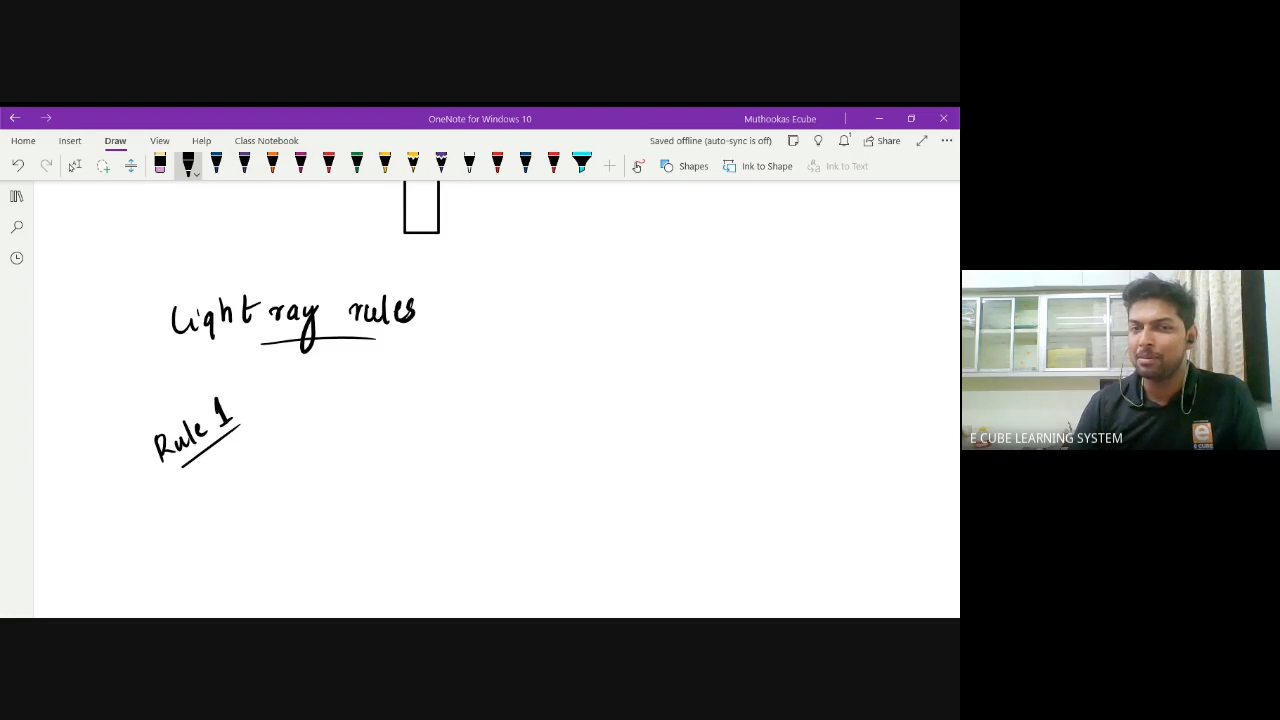 OneNote for Windows 10
Muthookas Ecube
Home Insert Draw View Help Class Notebook
Saved offline (auto-sync is off)
Share
Shapes
Ink to Shape
Ink to Text
Light ray rules
Rule 1
e
E CUBE
E CUBE LEARNING SYSTEM